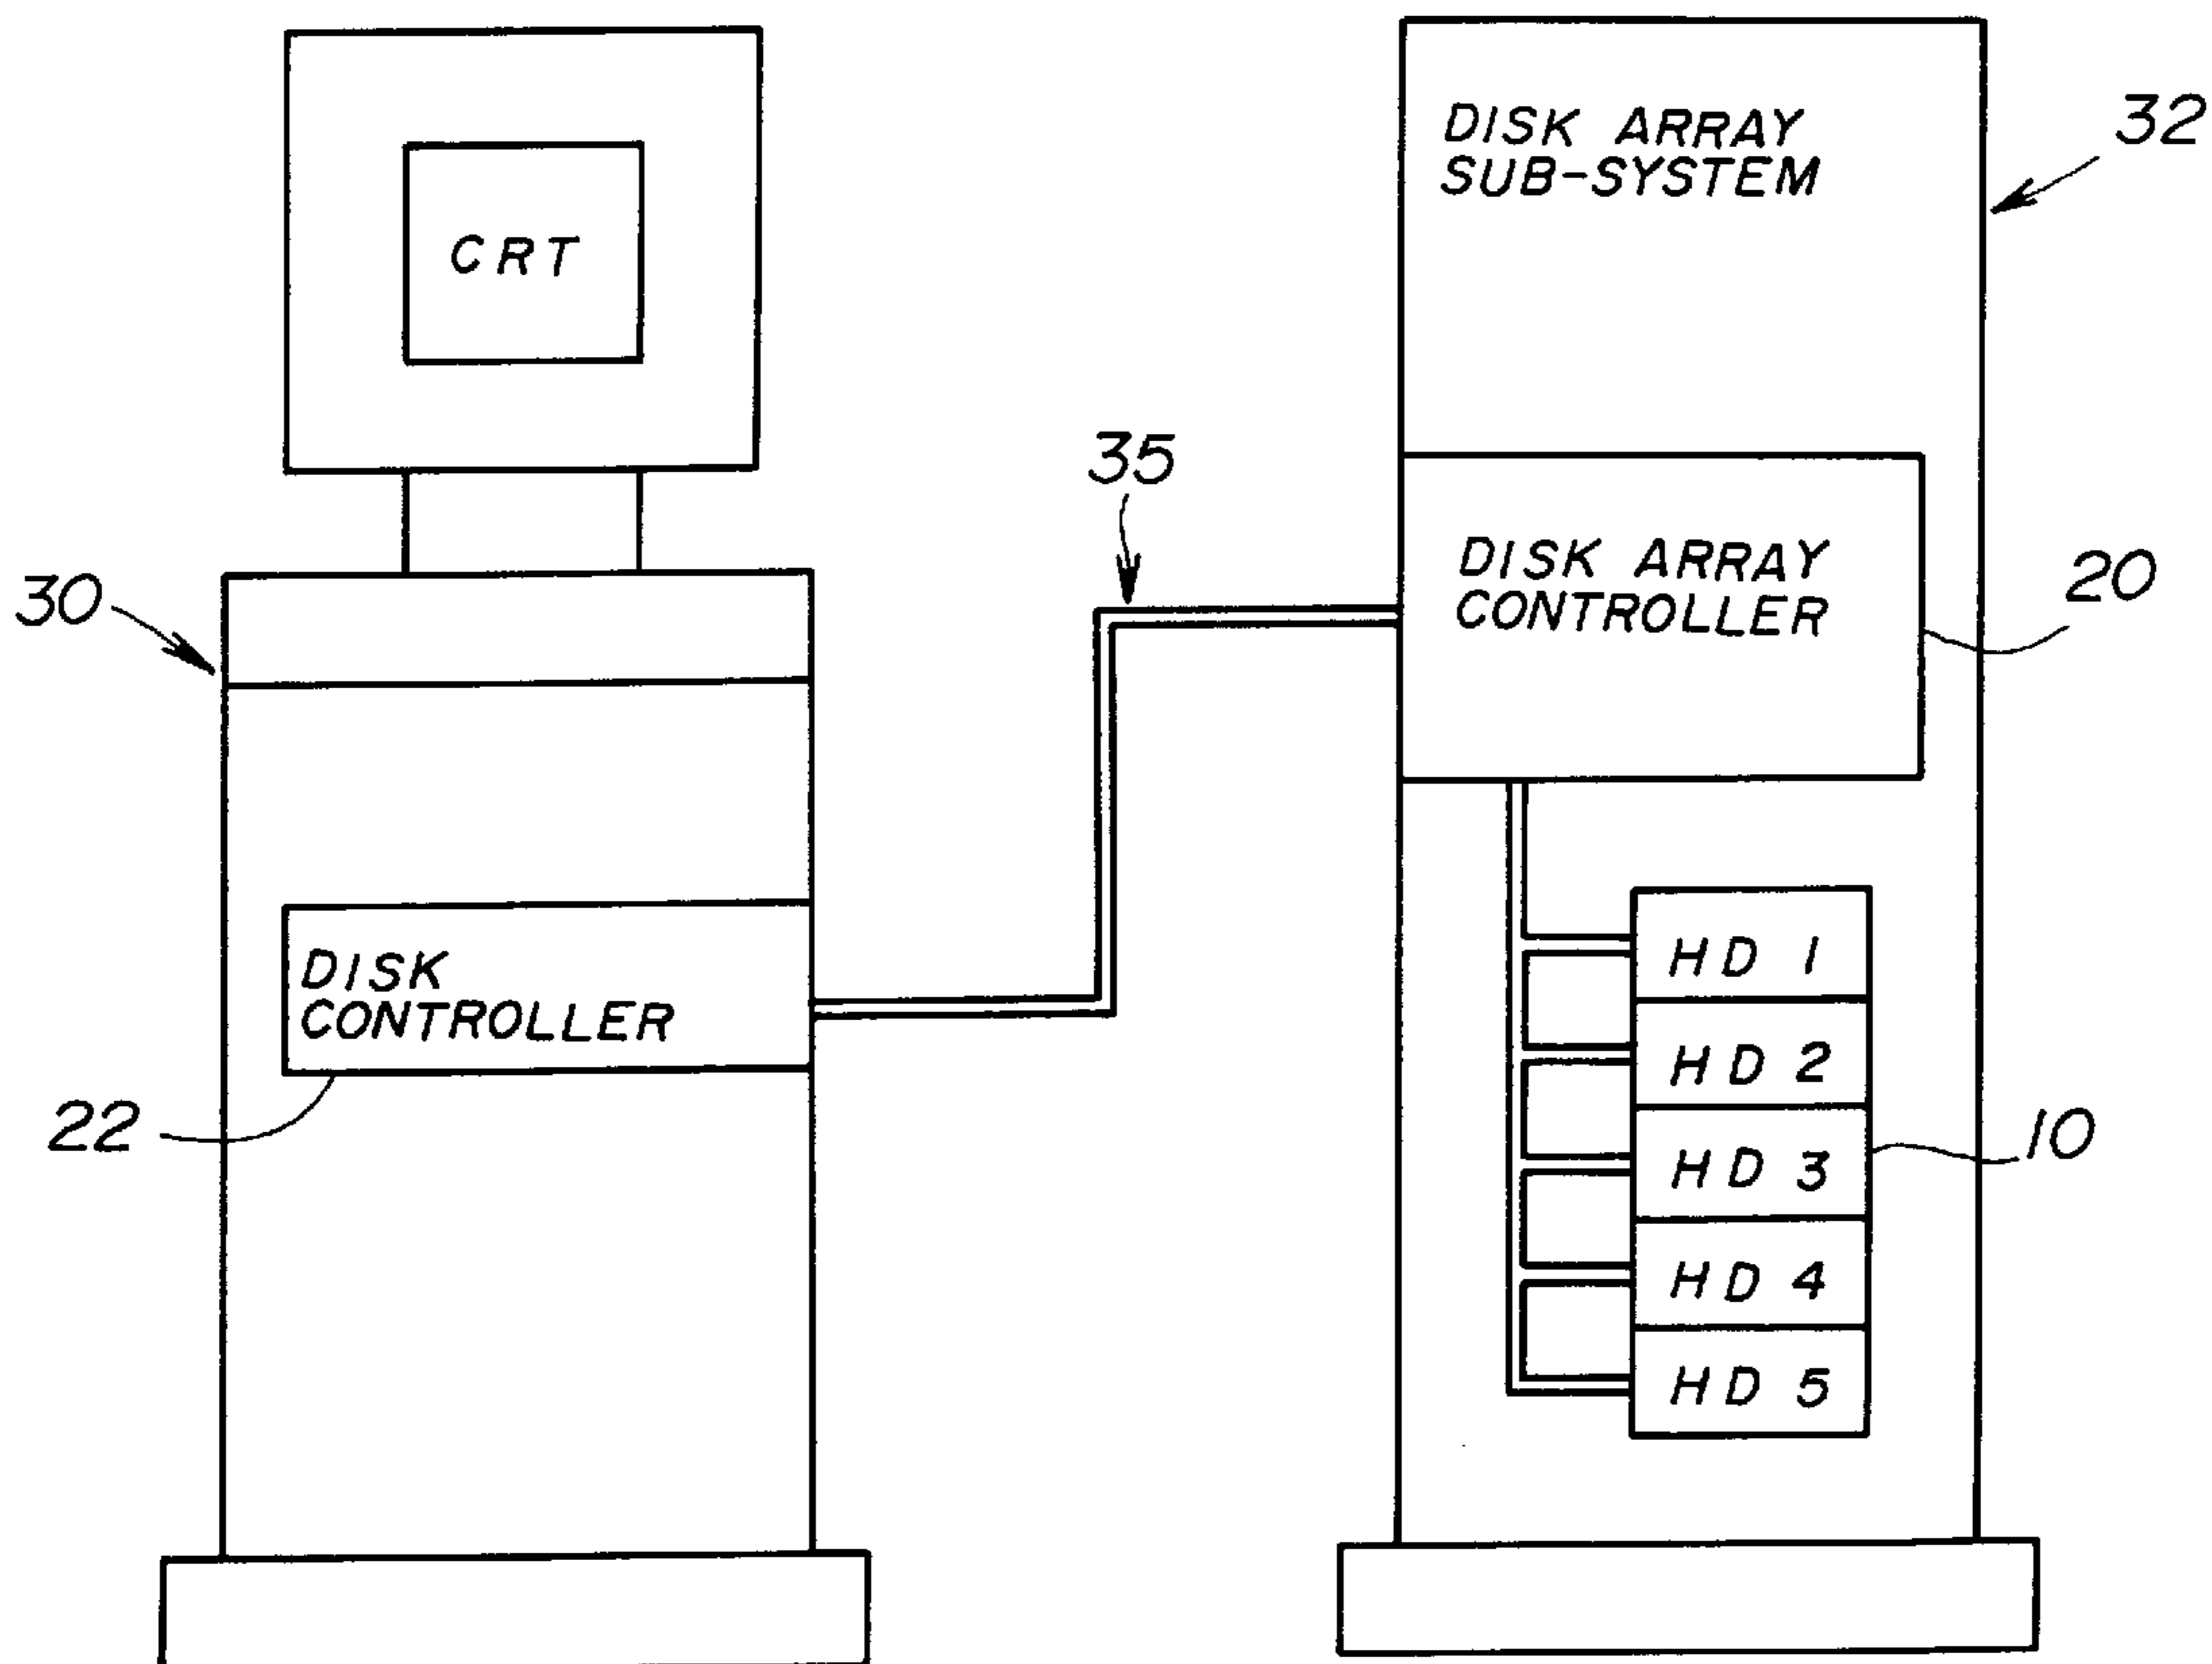 CRT
30
DISK
CONTROLLER
22
35
DISK ARRAY
SUB-SYSTEM
32
DISK ARRAY
CONTROLLER
20
HD 1
HD 2
HD 3
HD 4
HD 5
10